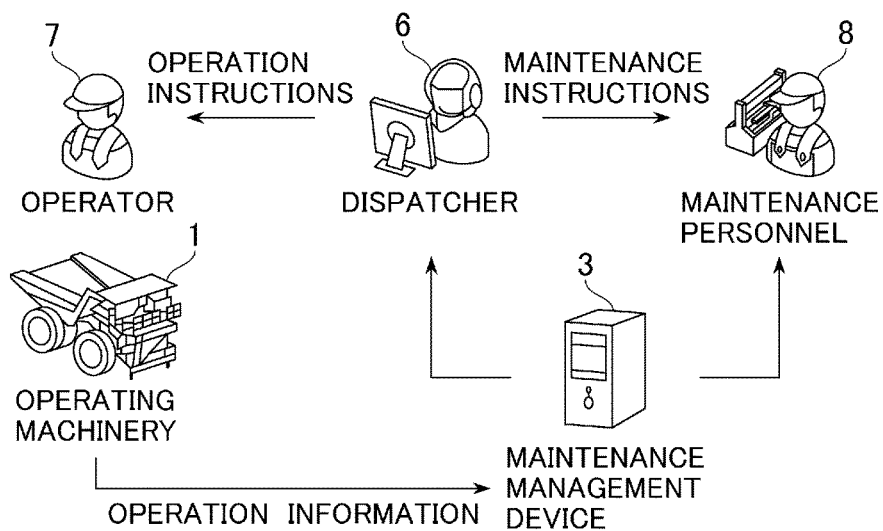 7
OPERATION
INSTRUCTIONS
6
MAINTENANCE
INSTRUCTIONS
8
OPERATOR
DISPATCHER
MAINTENANCE
PERSONNEL
1
OPERATING
MACHINERY
3
MAINTENANCE
MANAGEMENT
DEVICE
OPERATION INFORMATION